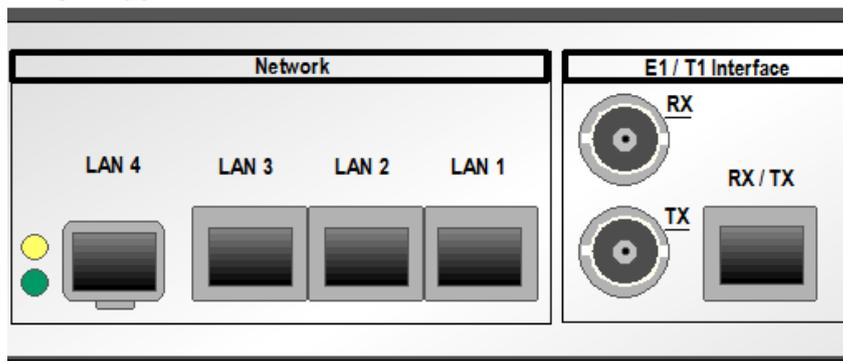 Network
E1 / T1 Interface
RX
LAN 4
LAN 3
LAN 2
LAN 1
RX / TX
TX